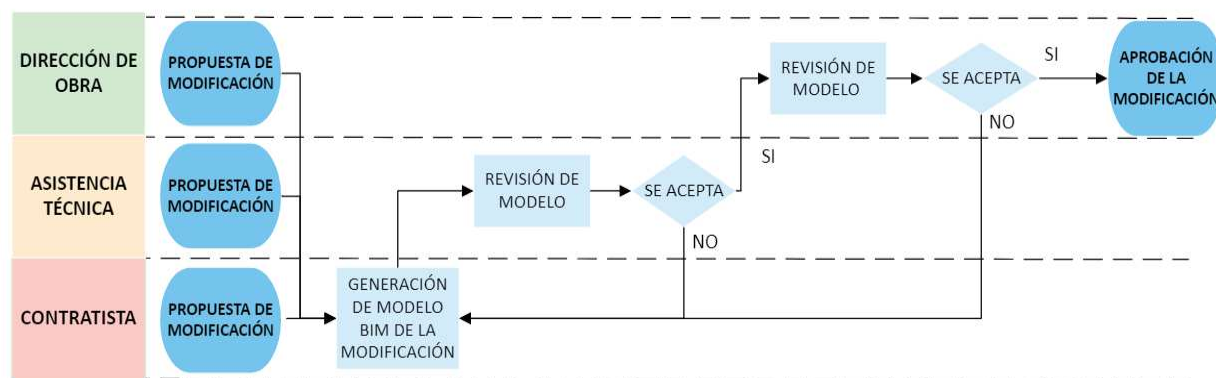 DIRECCIÓN DE
OBRA
PROPUESTA DE
MODIFICACIÓN
REVISIÓN DE
MODELO
SE ACEPTA
SI
NO
APROBACIÓN
DE LA
MODIFICACIÓN
ASISTENCIA
TÉCNICA
PROPUESTA DE
MODIFICACIÓN
REVISIÓN DE
MODELO
SE ACEPTA
SI
NO
CONTRATISTA
PROPUESTA DE
MODIFICACIÓN
GENERACIÓN
DE MODELO
BIM DE LA
MODIFICACIÓN